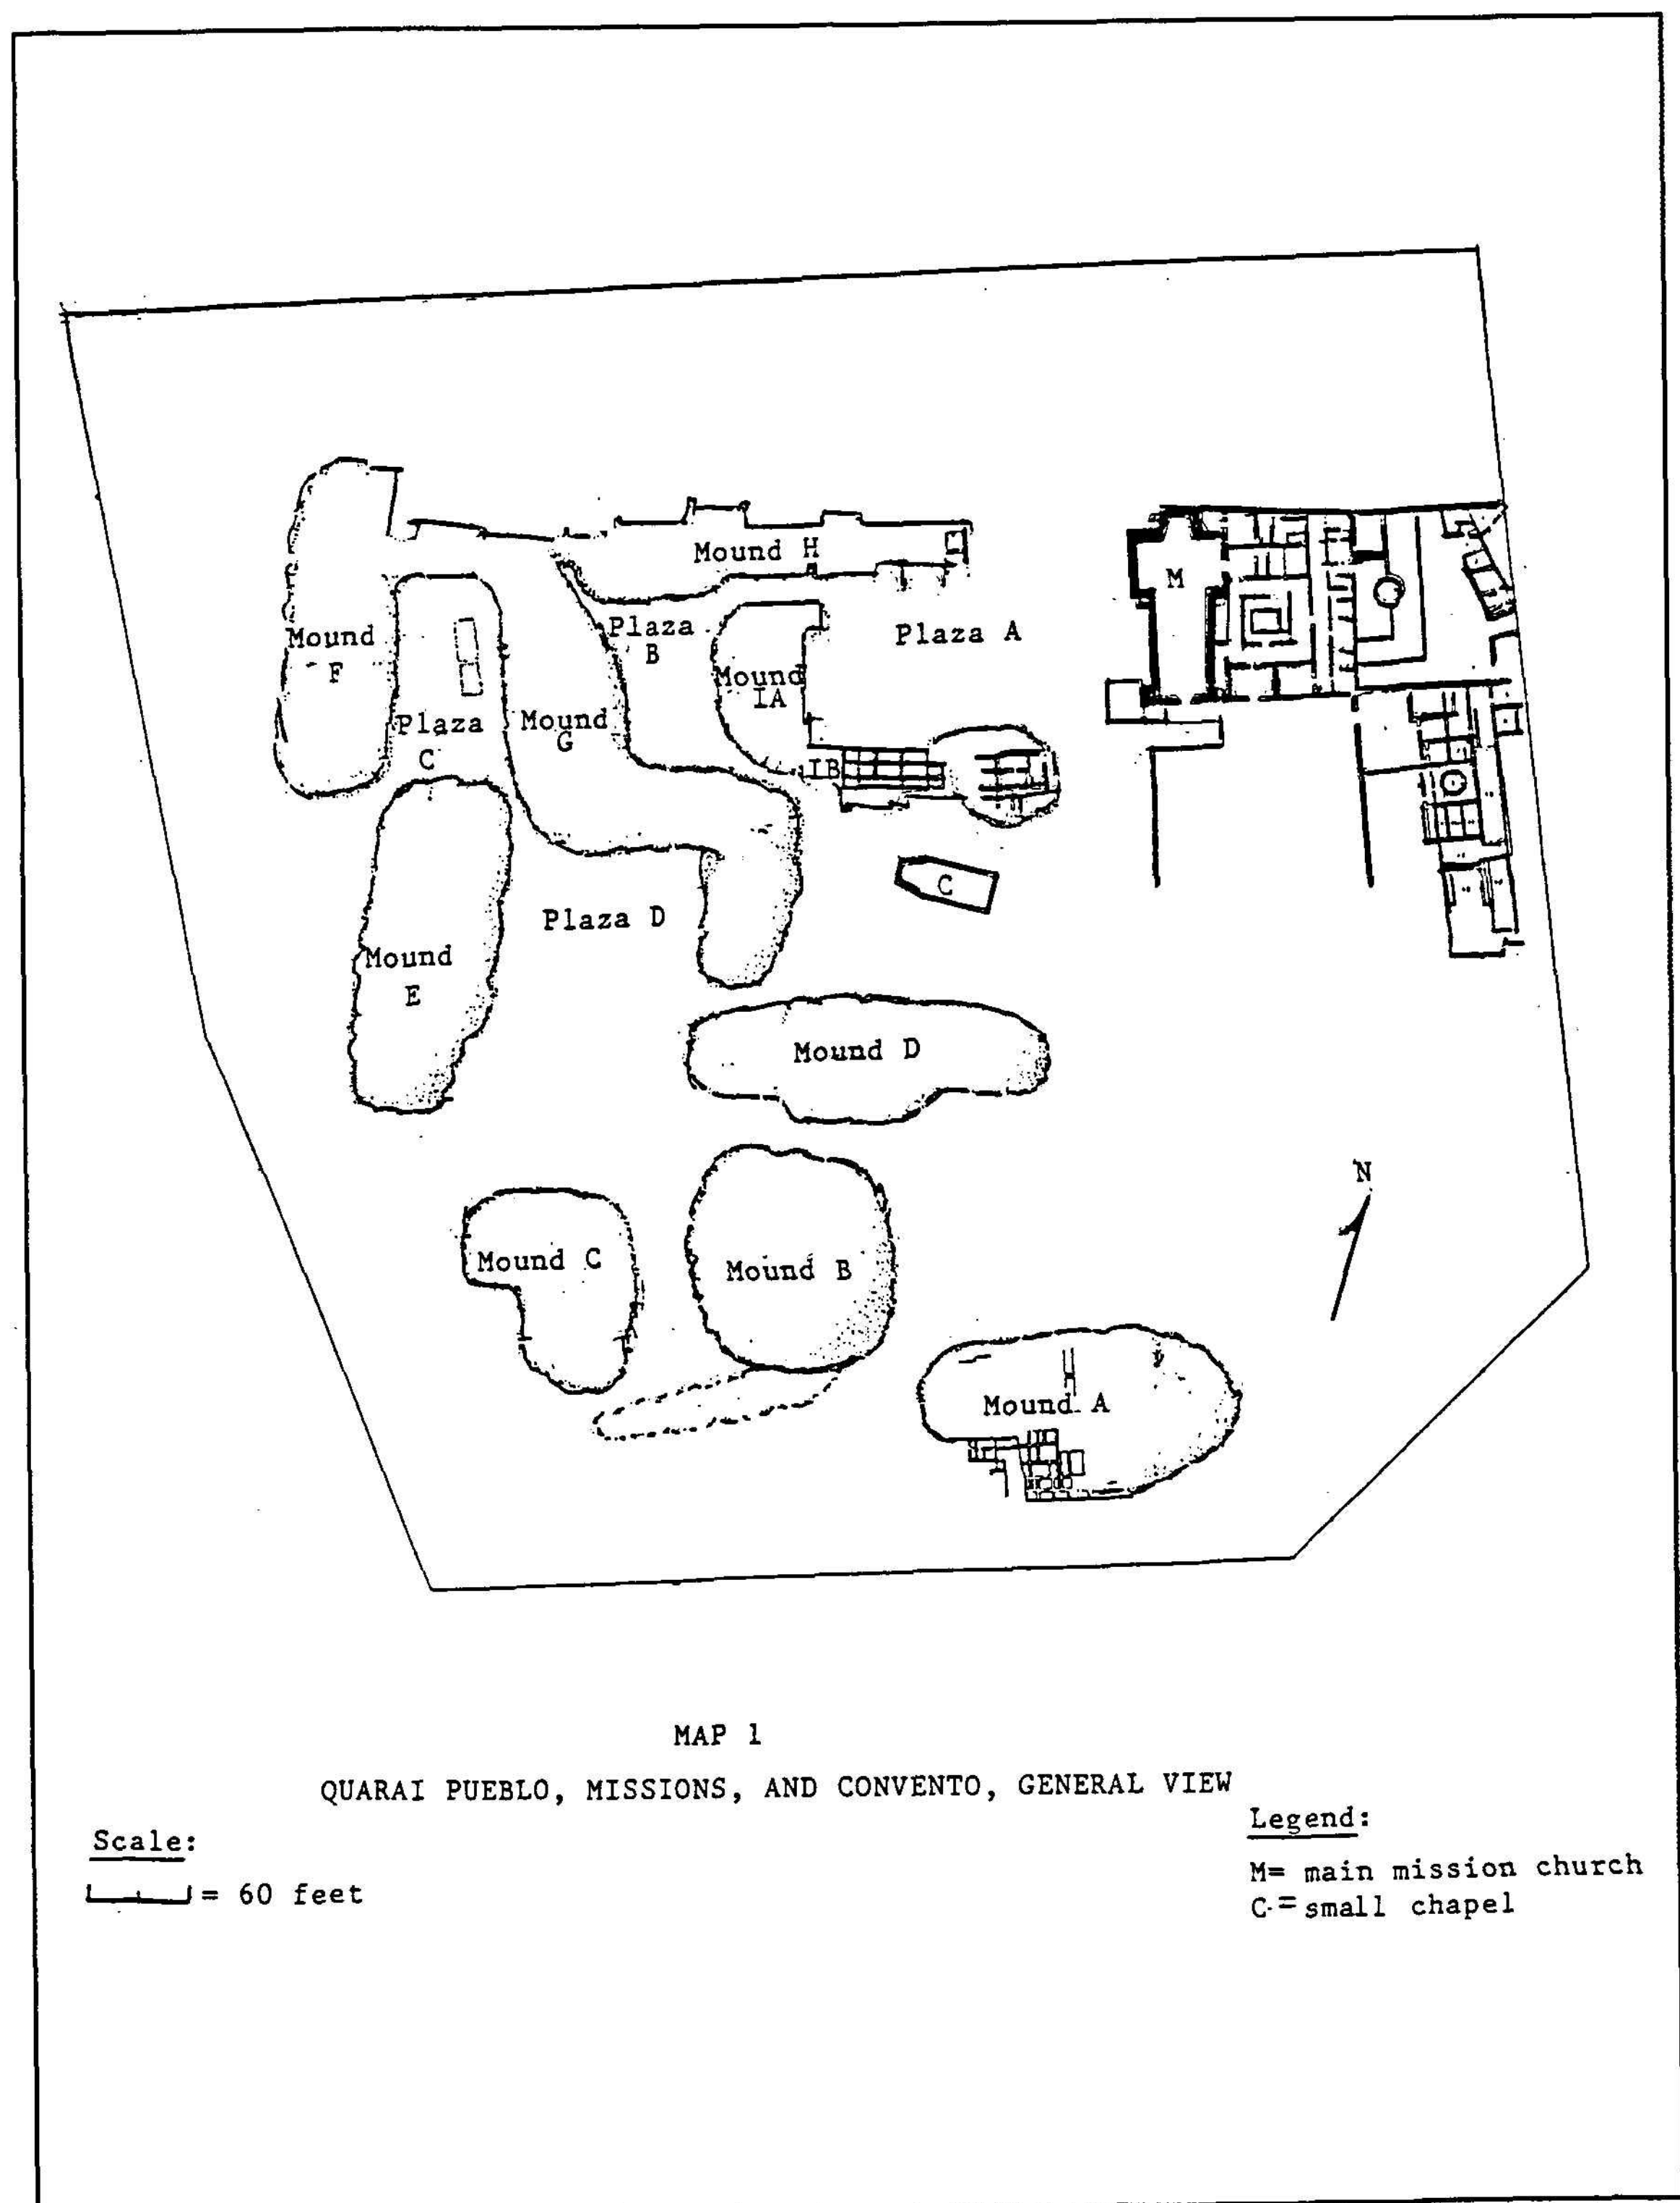 Mound H
M
Plaza
B
Plaza A
Mound
F
Mound
IA
Plaza
C
Mound
G
IB
C
Plaza D
Mound
E
Mound D
N
Mound C
Mound B
Mound A
MAP 1
QUARAI PUEBLO, MISSIONS, AND CONVENTO, GENERAL VIEW
Legend:
Scale:
M= main mission church
= 60 feet
C = small chapel